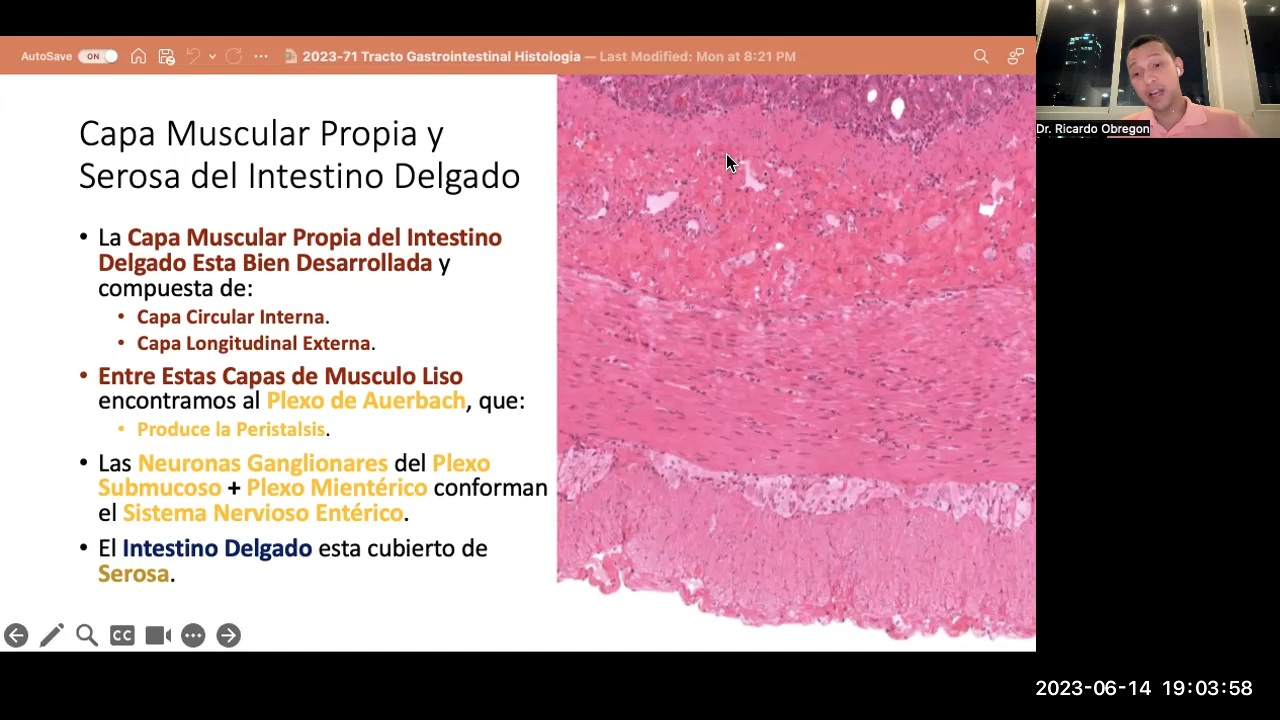 AutoSave ON ... 2023-71 Tracto Gastrointestinal Histologia — Last Modified: Mon at 8:21 PM
Dr. Ricardo Obregon
Capa Muscular Propia y
Serosa del Intestino Delgado
• La Capa Muscular Propia del Intestino
Delgado Esta Bien Desarrollada y
compuesta de:
• Capa Circular Interna.
• Capa Longitudinal Externa.
• Entre Estas Capas de Musculo Liso
encontramos al Plexo de Auerbach, que:
• Produce la Peristalsis.
• Las Neuronas Ganglionares del Plexo
Submucoso + Plexo Mientérico conforman
el Sistema Nervioso Entérico.
• El Intestino Delgado esta cubierto de
Serosa.
CC
2023-06-14 19:03:58